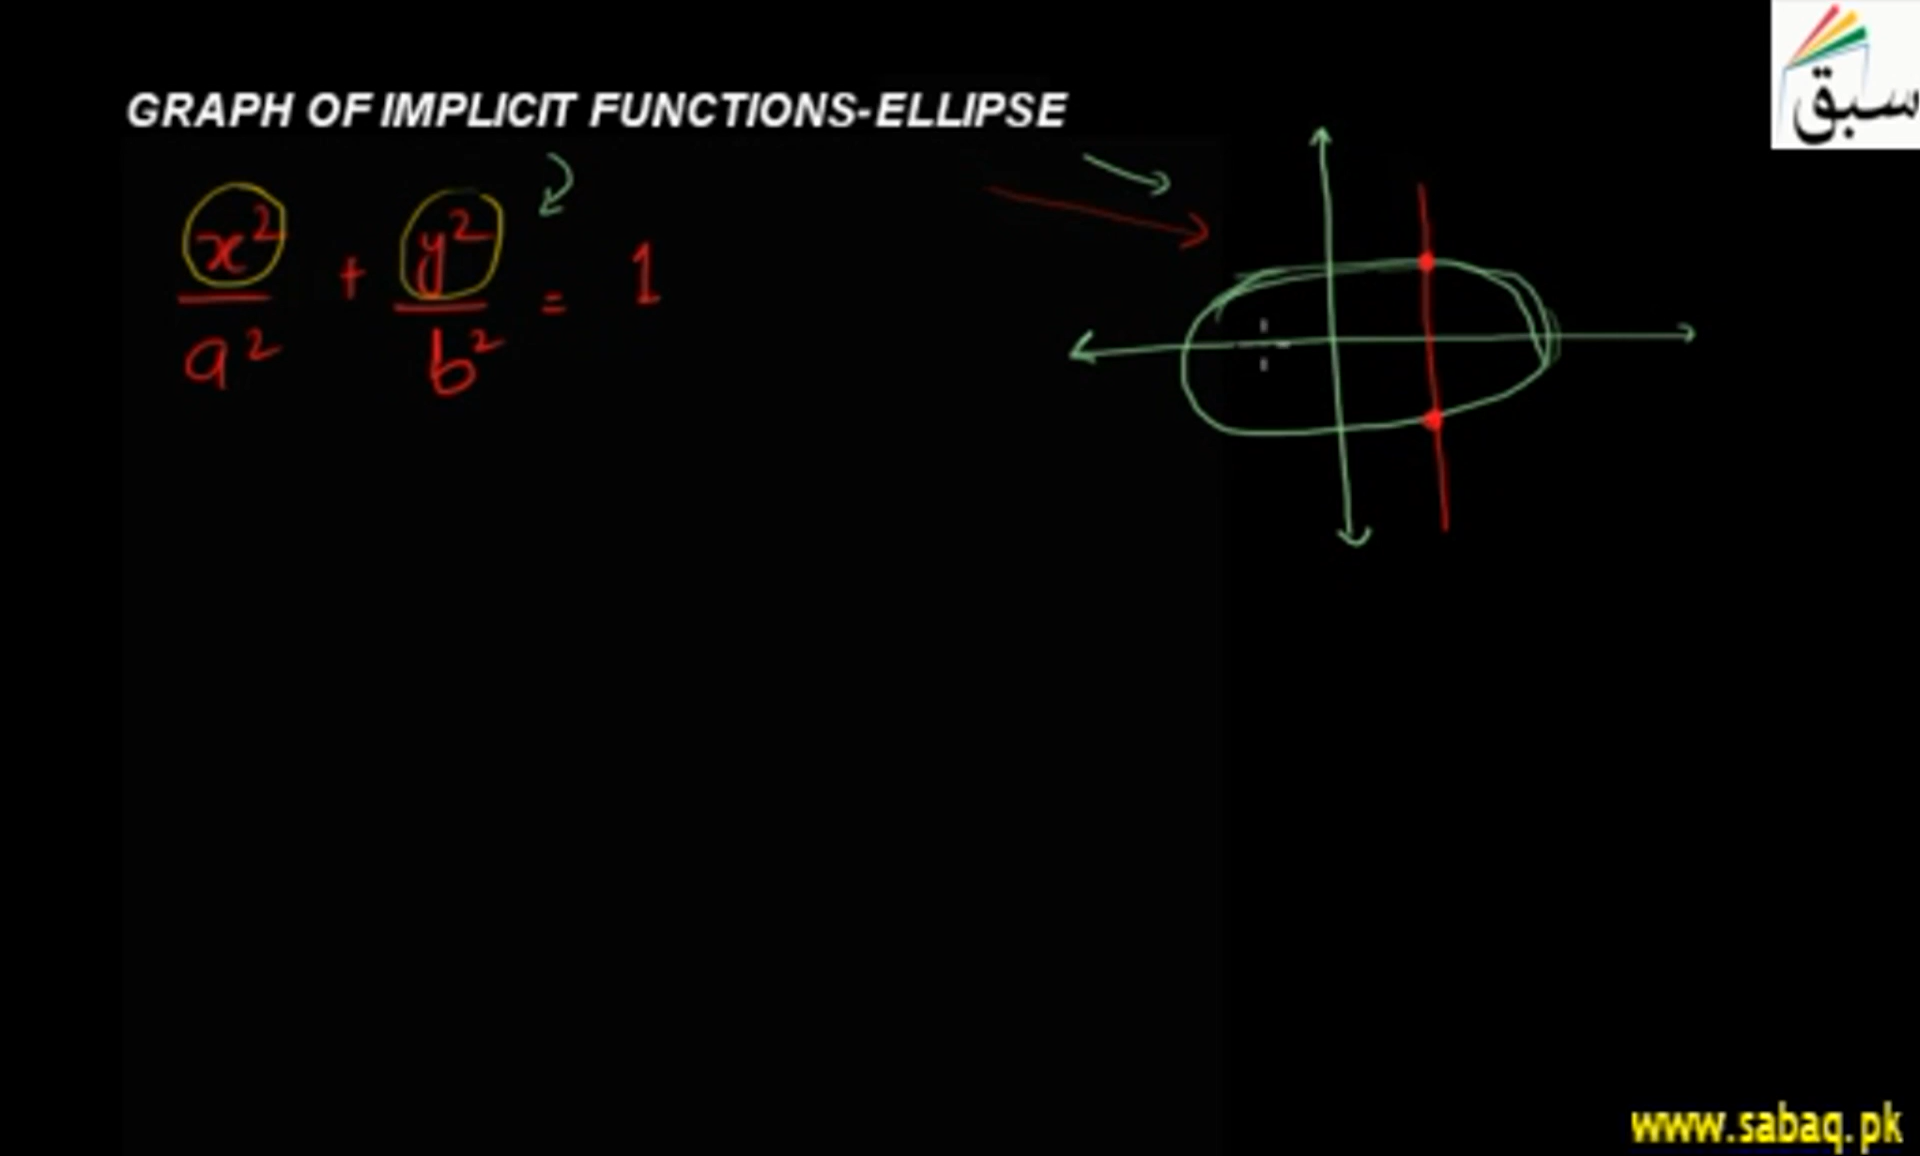 سبق
GRAPH OF IMPLICIT FUNCTIONS-ELLIPSE
x²/a² + y²/b² = 1
www.sabaq.pk